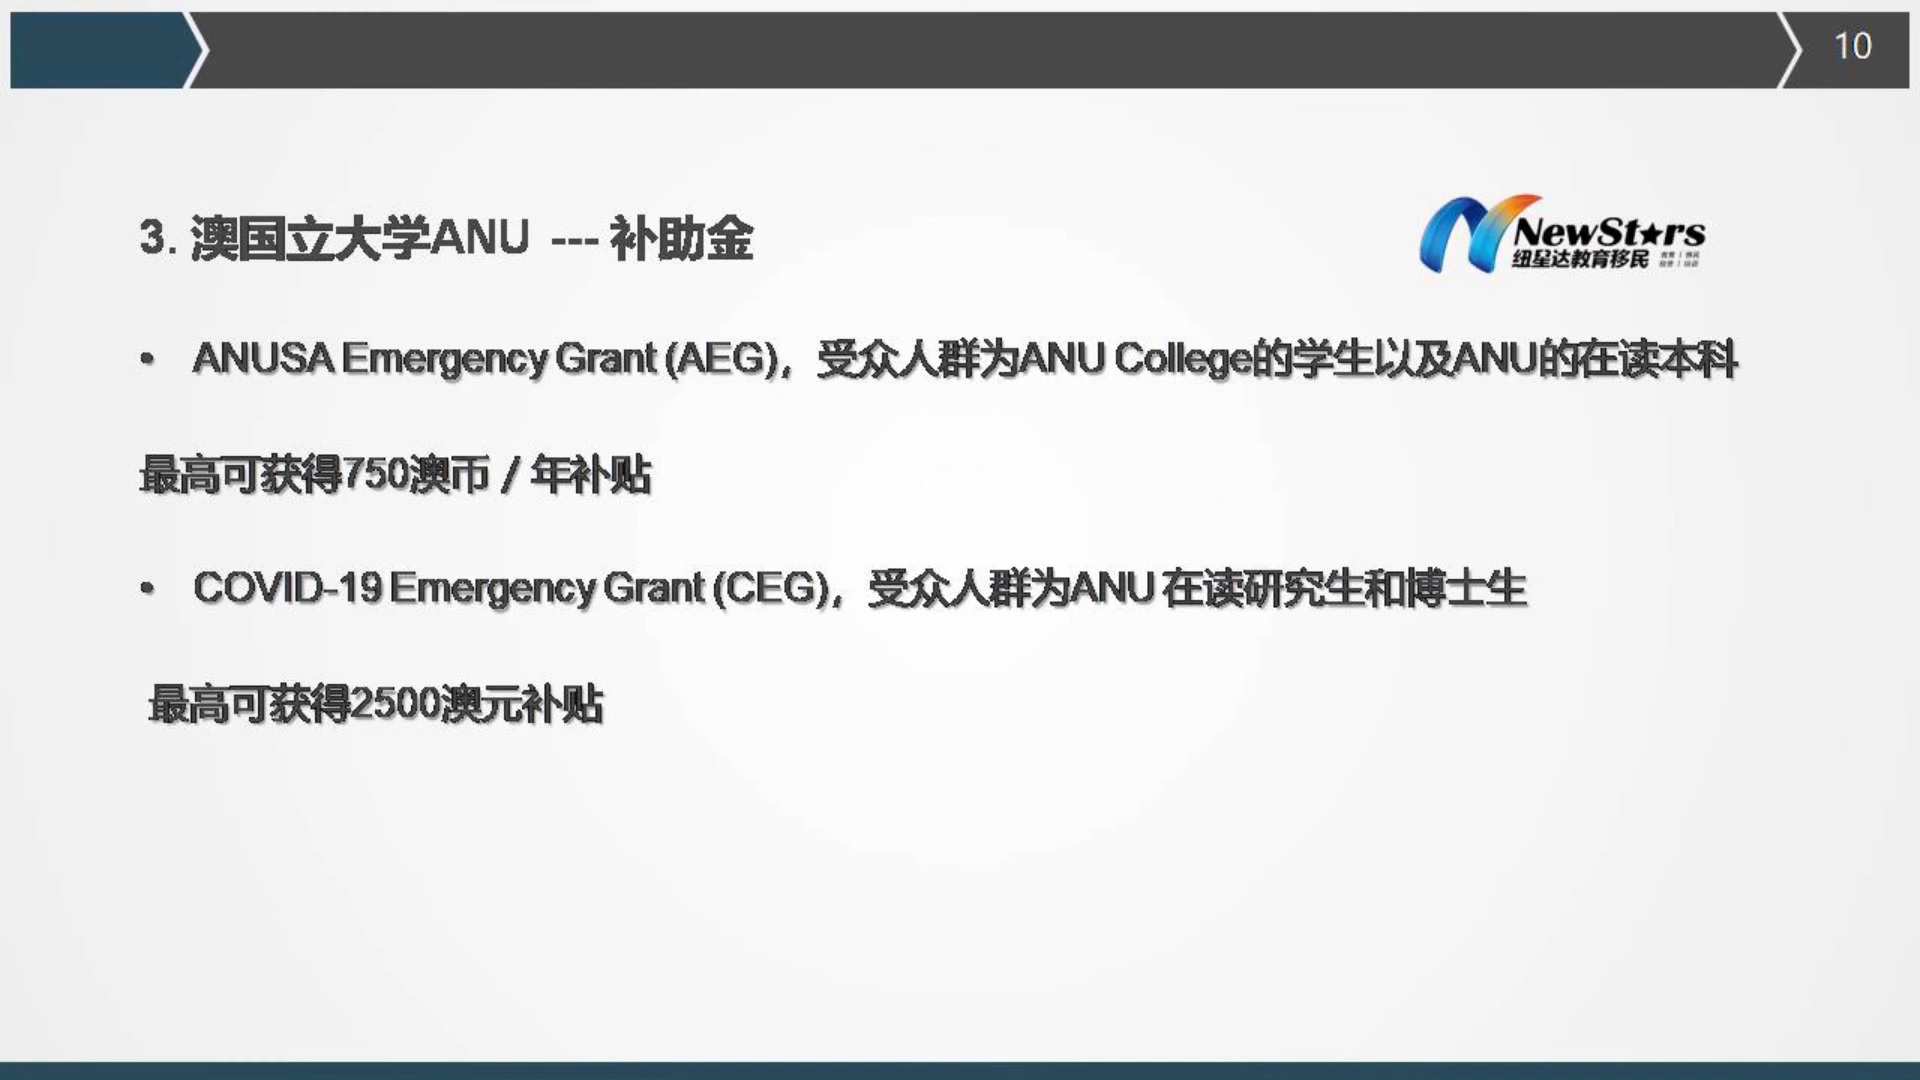 10
3. 澳国立大学ANU --- 补助金
NewSt★rs
纽星达教育移民
• ANUSA Emergency Grant (AEG)，受众人群为ANU College的学生以及ANU的在读本科
最高可获得750澳币 / 年补贴
• COVID-19 Emergency Grant (CEG)，受众人群为ANU 在读研究生和博士生
最高可获得2500澳元补贴